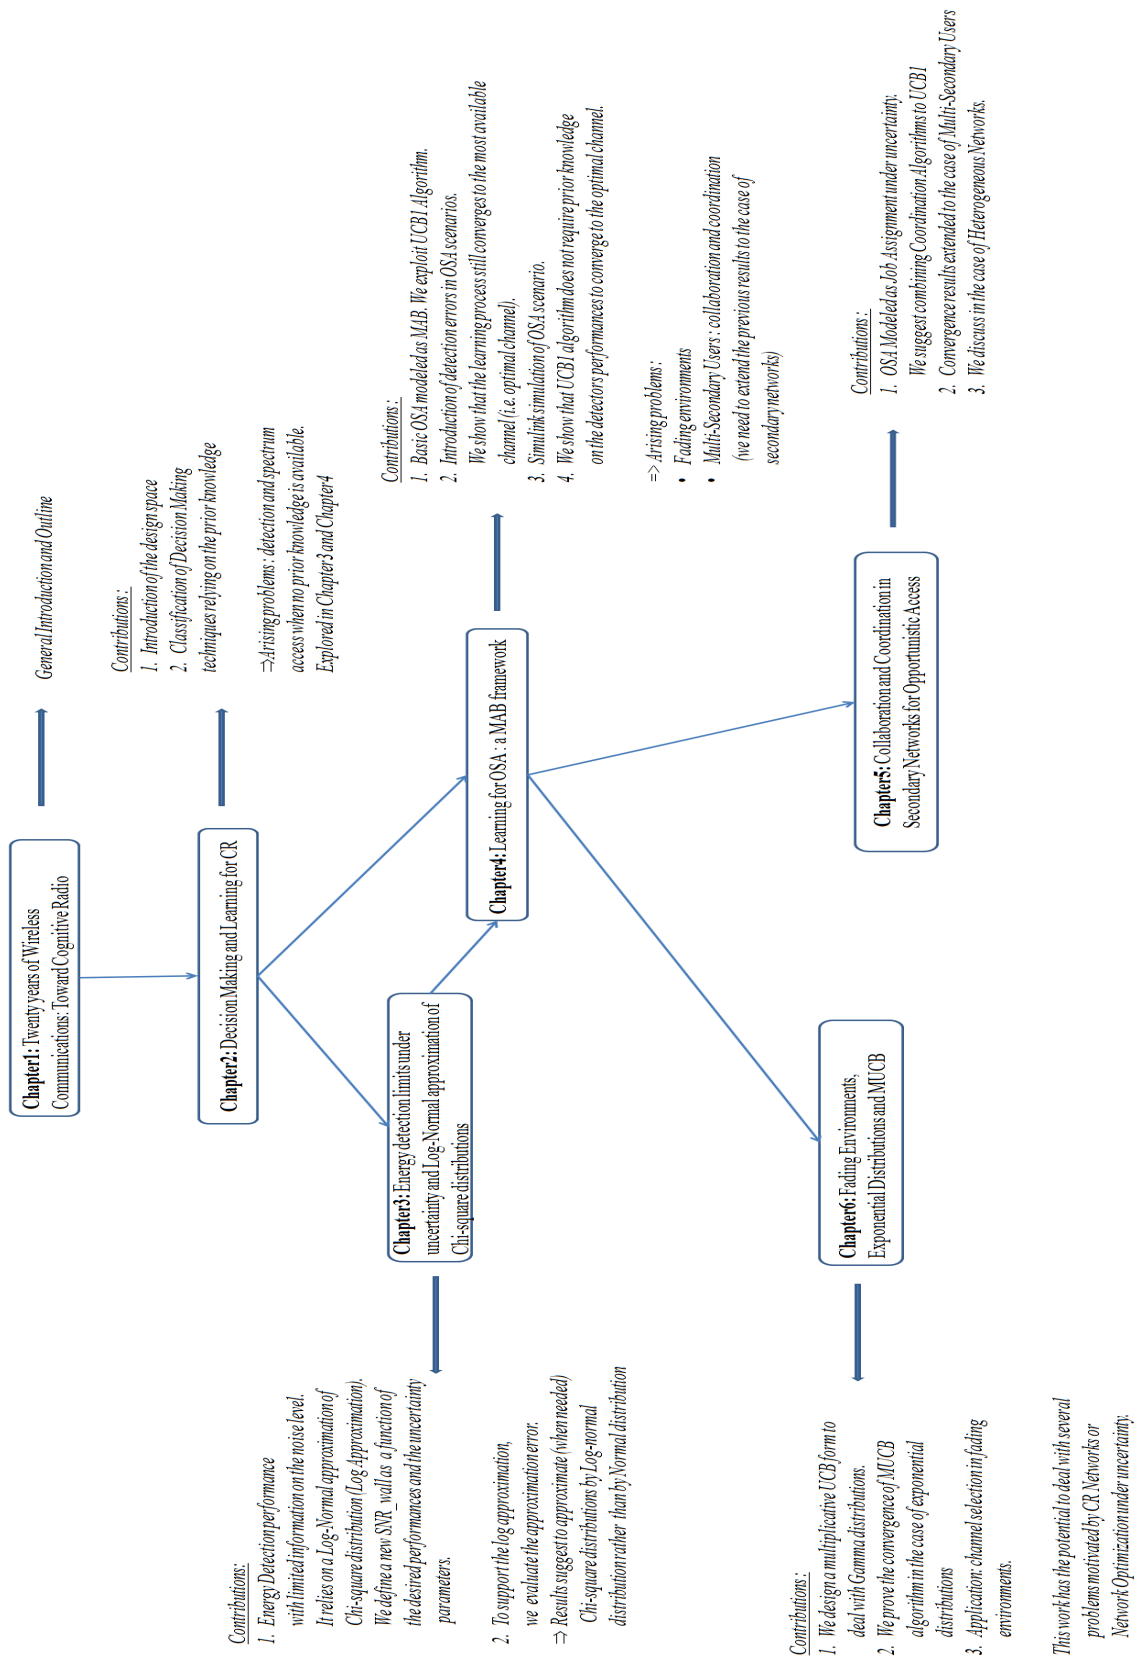 Chapter1: Twenty years of Wireless
Communications: Toward Cognitive Radio
General Introduction and Outline
Chapter2: Decision Making and Learning for CR
Contributions :
1. Introduction of the design space
2. Classification of Decision Making
techniques relying on the prior knowledge
⇒Arising problems : detection and spectrum
access when no prior knowledge is available.
Explored in Chapter3 and Chapter4
Chapter3: Energy detection limits under
uncertainty and Log-Normal approximation of
Chi-square distributions
Contributions:
1. Energy Detection performance
with limited information on the noise level.
It relies on a Log-Normal approximation of
Chi-square distribution (Log Approximation).
We define a new SNR_wall as a function of
the desired performances and the uncertainty
parameters.
2. To support the log approximation,
we evaluate the approximation error.
⇒ Results suggest to approximate (when needed)
Chi-square distributions by Log-normal
distribution rather than by Normal distribution
Chapter4: Learning for OSA : a MAB framework
Contributions :
1. Basic OSA modeled as MAB. We exploit UCB1 Algorithm.
2. Introduction of detection errors in OSA scenarios.
We show that the learning process still converges to the most available
channel (i.e. optimal channel).
3. Simulink simulation of OSA scenario.
4. We show that UCB1 algorithm does not require prior knowledge
on the detectors performances to converge to the optimal channel.
=> Arising problems :
• Fading environments
• Multi-Secondary Users : collaboration and coordination
(we need to extend the previous results to the case of
secondary networks)
Chapter5: Collaboration and Coordination in
Secondary Networks for Opportunistic Access
Contributions :
1. OSA Modeled as Job Assignment under uncertainty.
We suggest combining Coordination Algorithms to UCB1
2. Convergence results extended to the case of Multi-Secondary Users
3. We discuss in the case of Heterogeneous Networks.
Chapter6: Fading Environments,
Exponential Distributions and MUCB
Contributions :
1. We design a multiplicative UCB form to
deal with Gamma distributions.
2. We prove the convergence of MUCB
algorithm in the case of exponential
distributions
3. Application: channel selection in fading
environments.
This work has the potential to deal with several
problems motivated by CR Networks or
Network Optimization under uncertainty.